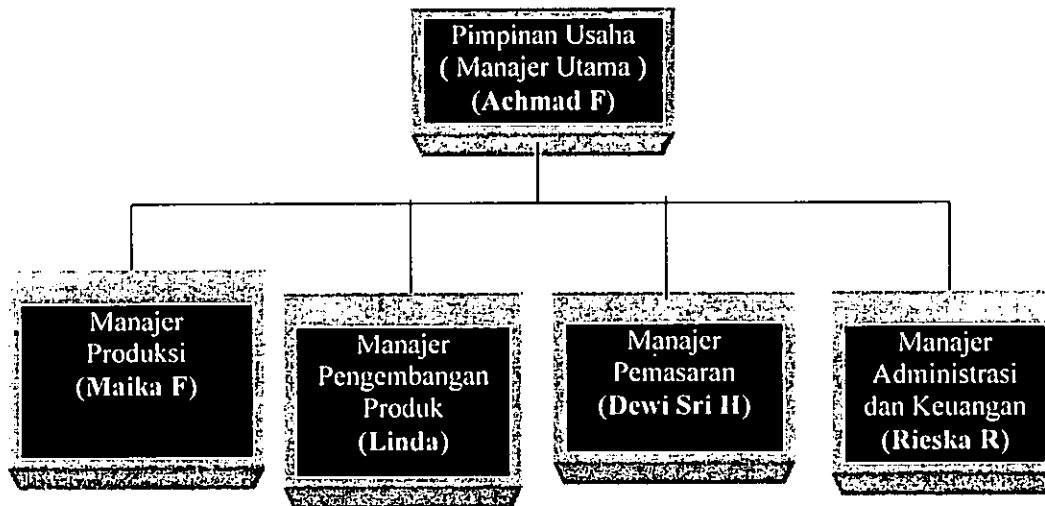 Pimpinan Usaha
( Manajer Utama )
(Achmad F)
Manajer
Produksi
(Maika F)
Manajer
Pengembangan
Produk
(Linda)
Manajer
Pemasaran
(Dewi Sri H)
Manajer
Administrasi
dan Keuangan
(Rieska R)